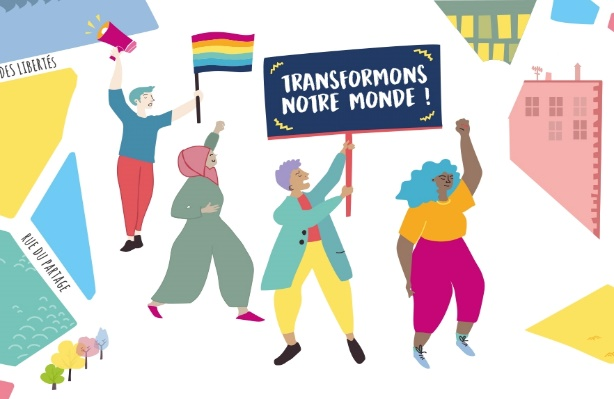 DES LIBERTÉS
TRANSFORMONS
NOTRE MONDE !
RUE DU PARTAGE